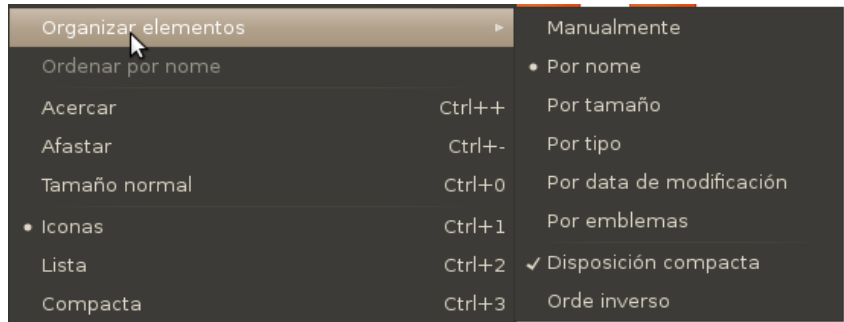 Organizar elementos
Ordenar por nome
Acercar Ctrl++
Afastar Ctrl+-
Tamaño normal Ctrl+0
Iconas Ctrl+1
Lista Ctrl+2
Compacta Ctrl+3
Manualmente
Por nome
Por tamaño
Por tipo
Por data de modificación
Por emblemas
Disposición compacta
Orde inverso